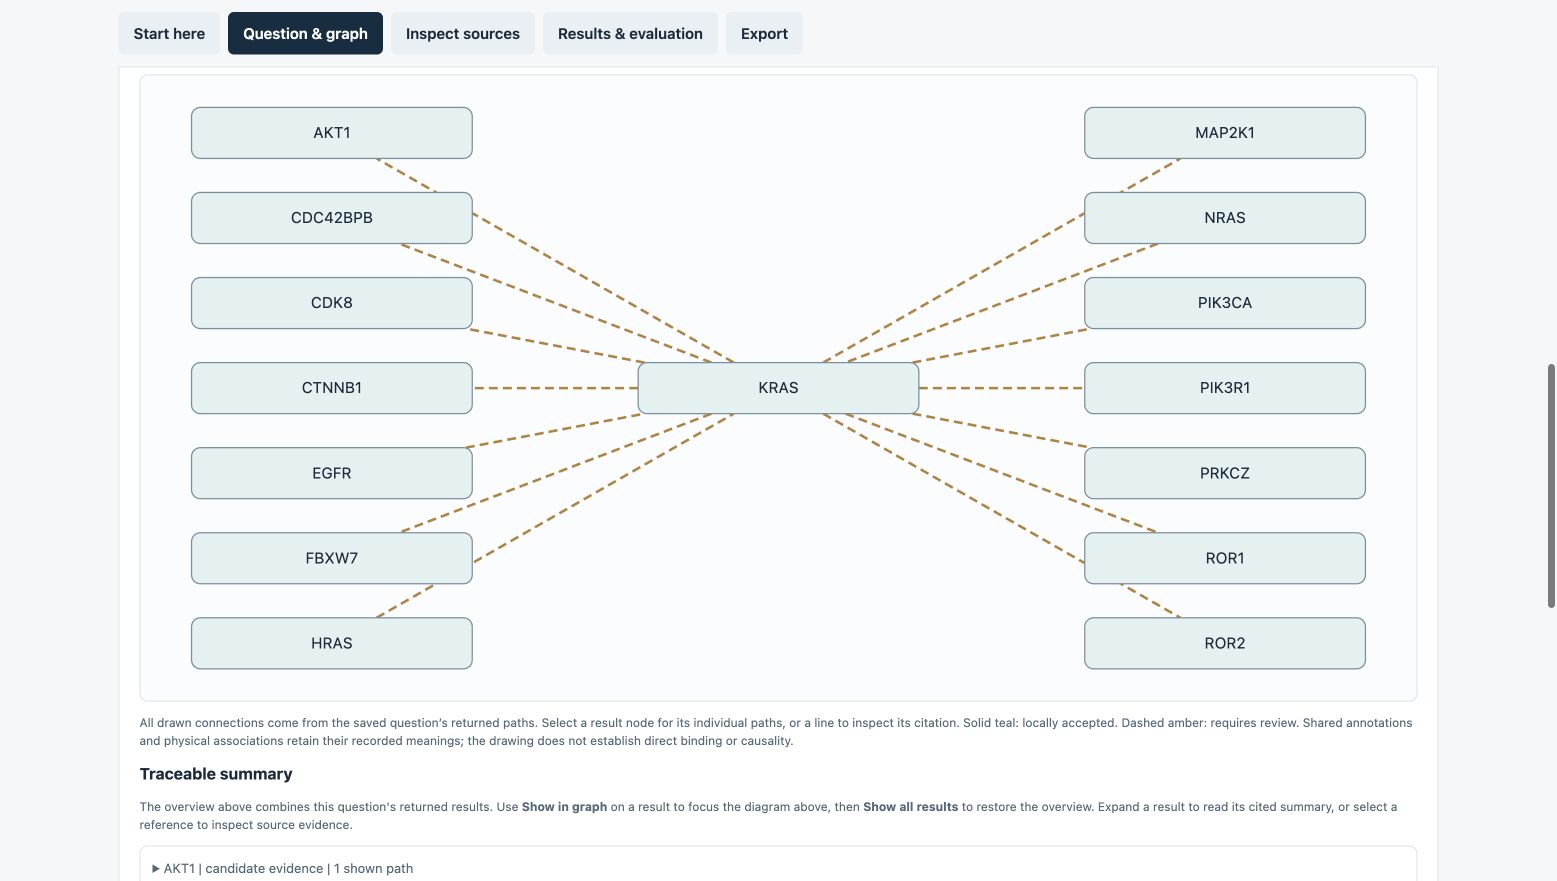 Start here
Question & graph
Inspect sources
Results & evaluation
Export
AKT1
MAP2K1
CDC42BPB
NRAS
CDK8
PIK3CA
CTNNB1
KRAS
PIK3R1
EGFR
PRKCZ
FBXW7
ROR1
HRAS
ROR2
All drawn connections come from the saved question's returned paths. Select a result node for its individual paths, or a line to inspect its citation. Solid teal: locally accepted. Dashed amber: requires review. Shared annotations
and physical associations retain their recorded meanings; the drawing does not establish direct binding or causality.
Traceable summary
The overview above combines this question's returned results. Use Show in graph on a result to focus the diagram above, then Show all results to restore the overview. Expand a result to read its cited summary, or select a
reference to inspect source evidence.
▶ AKT1 | candidate evidence | 1 shown path